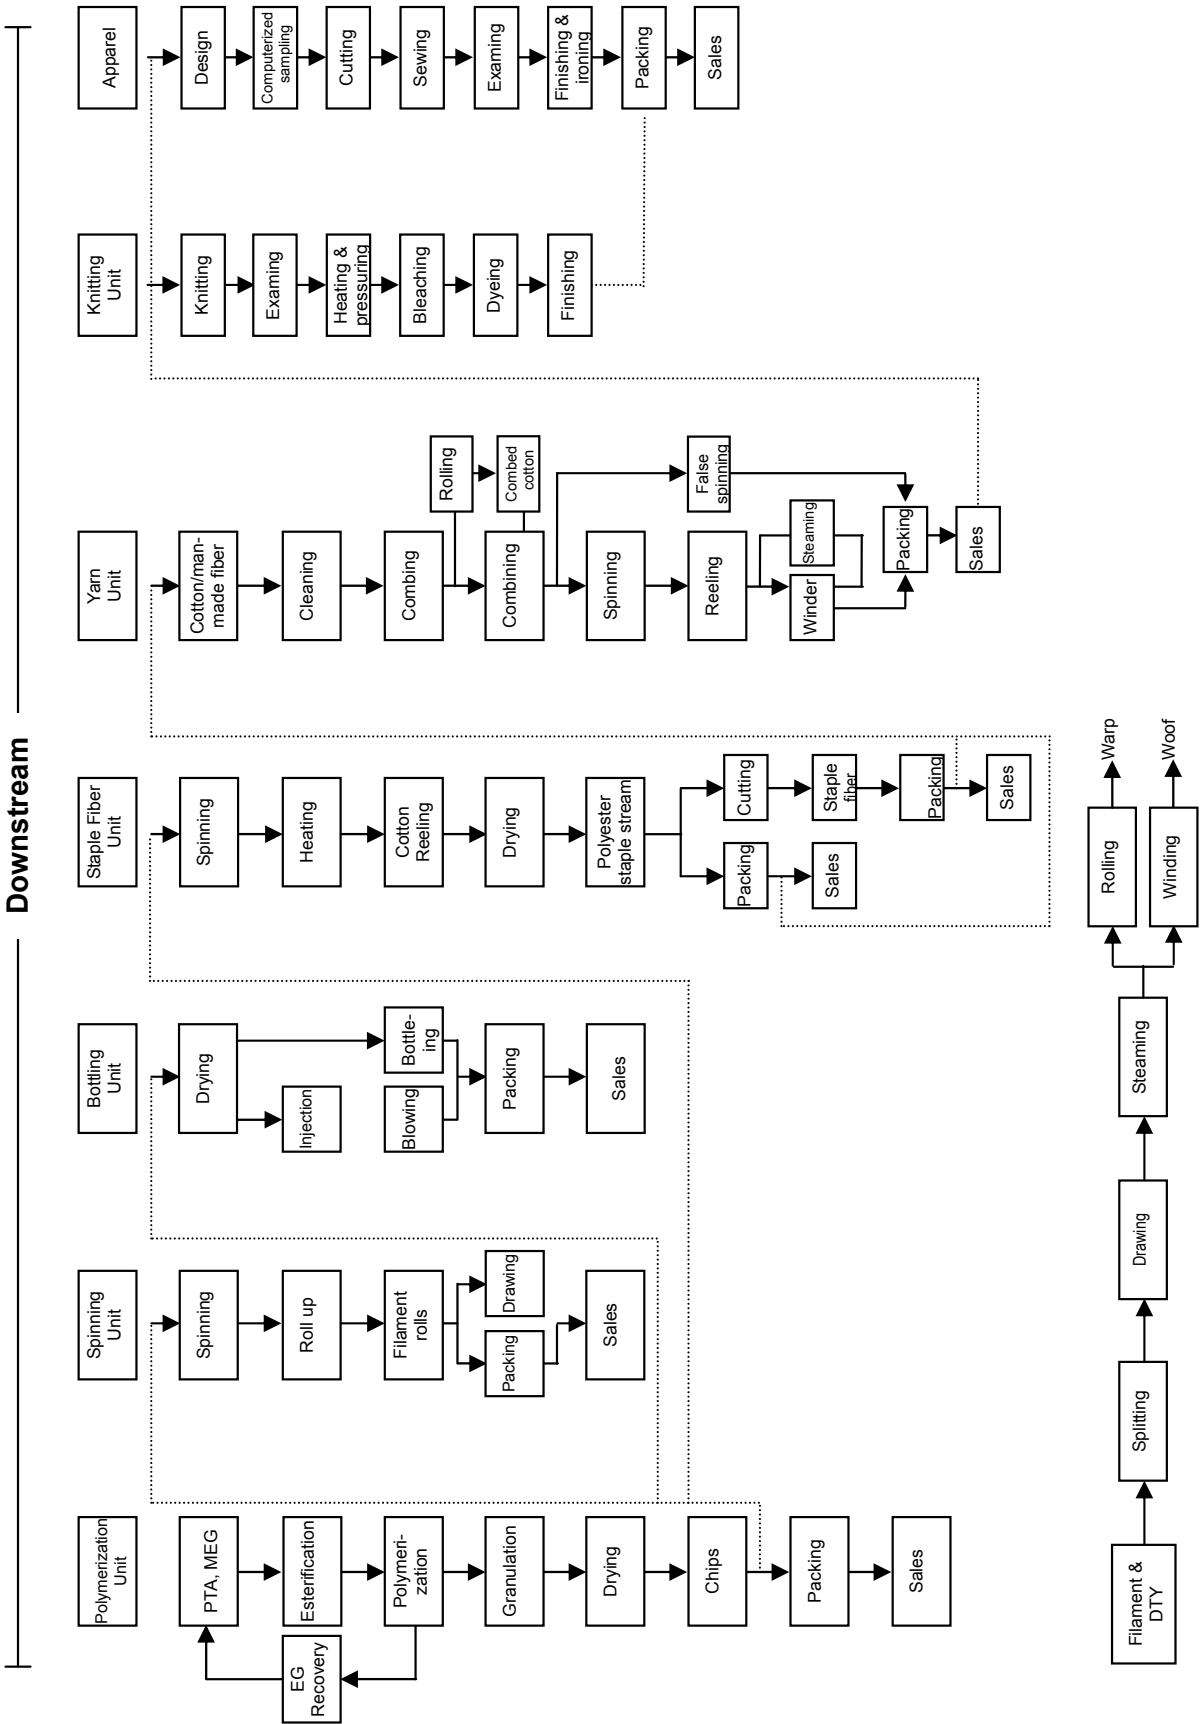 Downstream
Polymerization
Unit
PTA, MEG
Esterification
Polymeri-
zation
EG
Recovery
Granulation
Drying
Chips
Packing
Sales
Spinning
Unit
Spinning
Roll up
Filament
rolls
Packing
Drawing
Sales
Bottling
Unit
Drying
Injection
Blowing
Bottle-
ing
Packing
Sales
Staple Fiber
Unit
Spinning
Heating
Cotton
Reeling
Drying
Polyester
staple stream
Packing
Sales
Cutting
Staple
fiber
Packing
Sales
Yarn
Unit
Cotton/man-
made fiber
Cleaning
Combing
Rolling
Combed
cotton
Combining
Spinning
False
spinning
Reeling
Winder
Steaming
Packing
Sales
Knitting
Unit
Knitting
Examing
Heating &
pressuring
Bleaching
Dyeing
Finishing
Apparel
Design
Computerized
sampling
Cutting
Sewing
Examing
Finishing &
ironing
Packing
Sales
Filament &
DTY
Splitting
Drawing
Steaming
Rolling
Warp
Winding
Woof